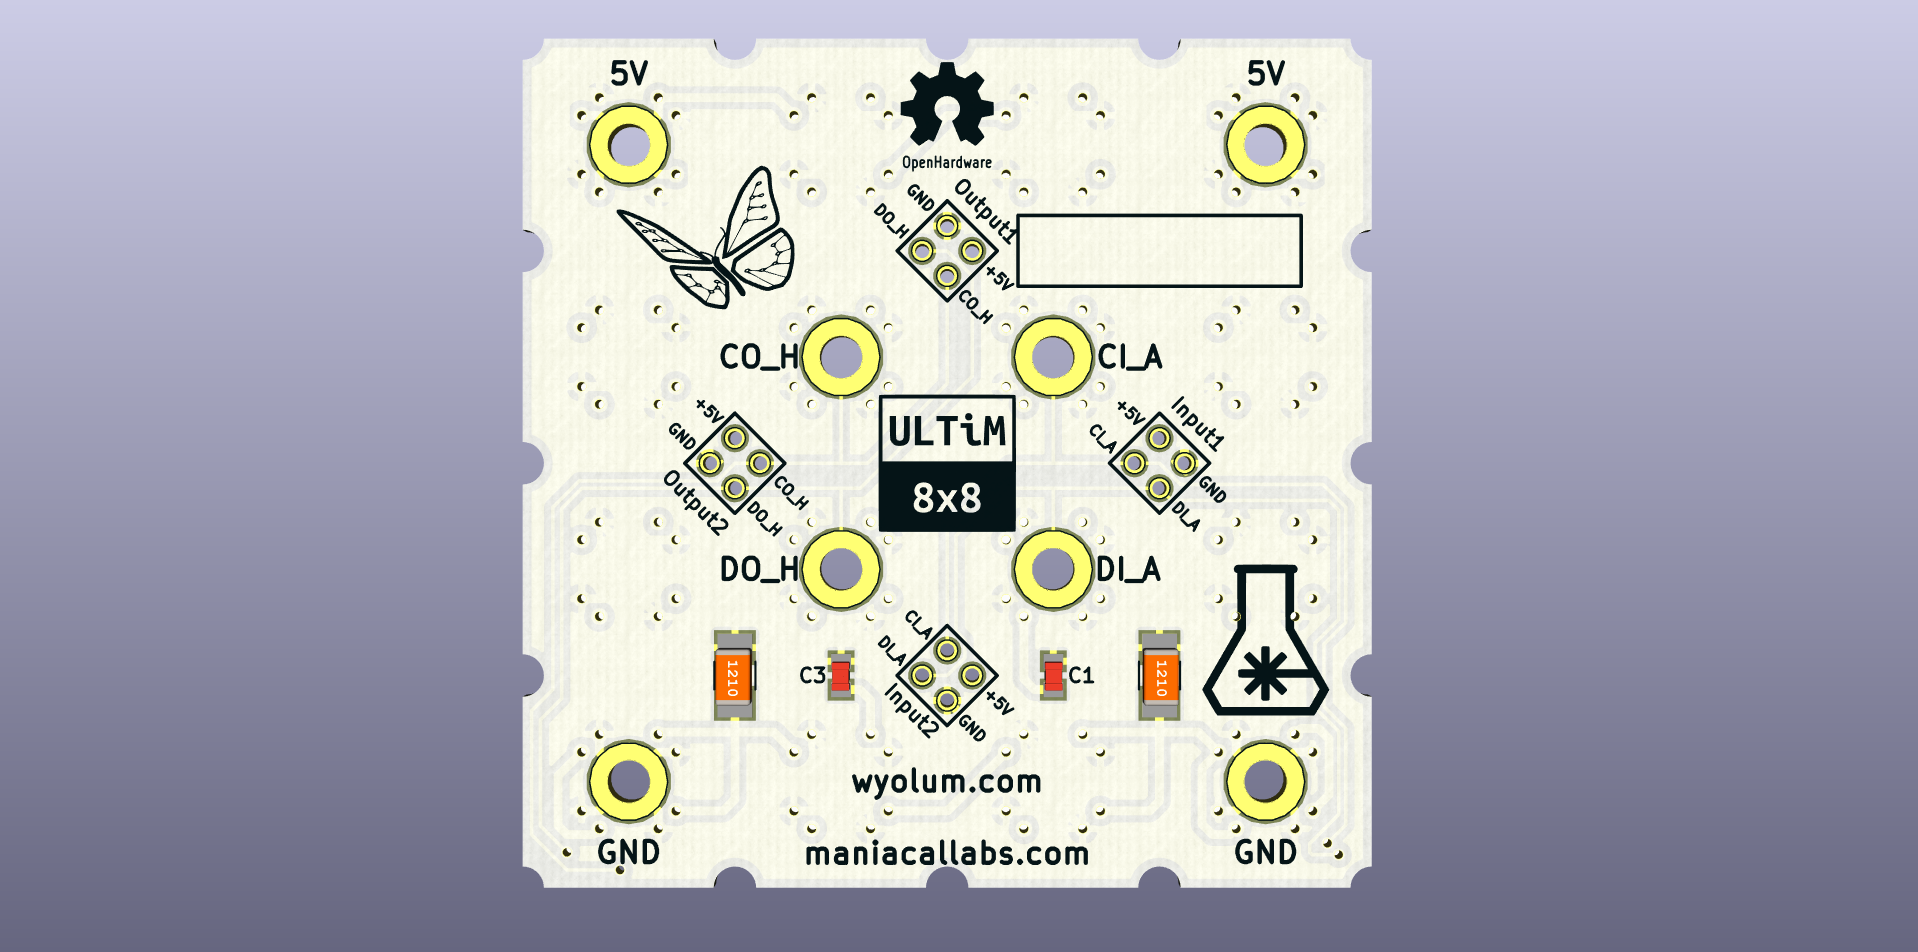 5V
5V
OpenHardware
GND
Output1
DO_H
+5V
CO_H
CO_H
CI_A
+5V
GND
Output2
CO_H
DO_H
ULTiM
8x8
+5V
Input1
CI_A
GND
DI_A
DO_H
DI_A
CI_A
DI_A
Input2
+5V
GND
1210
C3
C1
1210
wyolum.com
GND
maniacallabs.com
GND